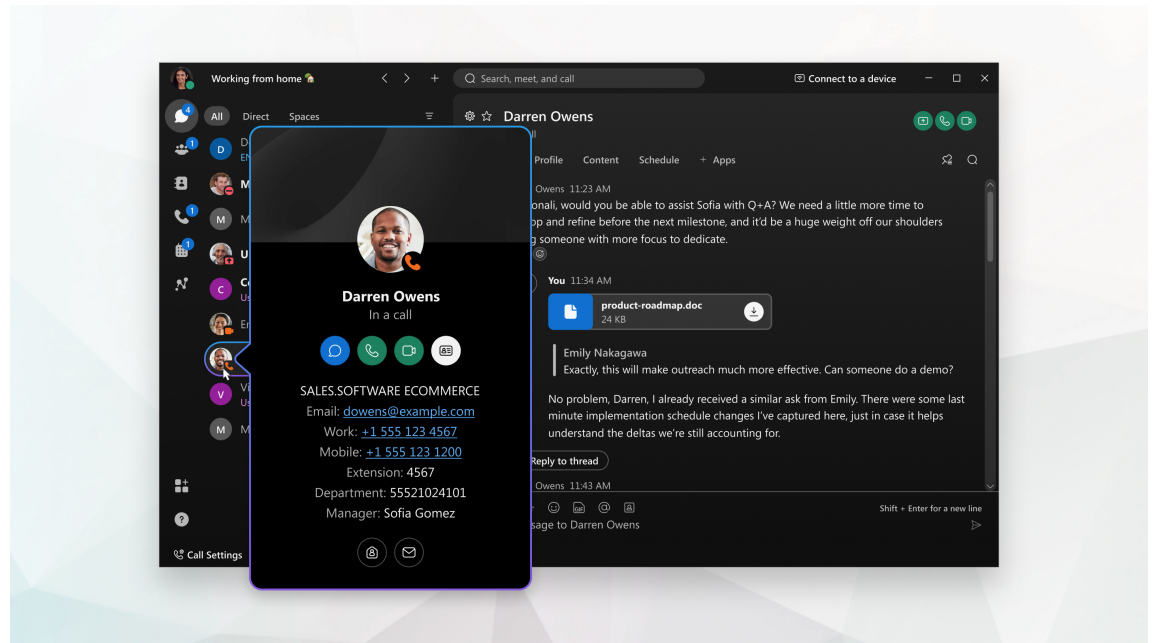 Working from home
Search, meet, and call
Connect to a device
4
All
Direct
Spaces
1
1
1
D
M
C
V
M
Call Settings
Darren Owens
In a call
SALES.SOFTWARE ECOMMERCE
Email: dowens@example.com
Work: +1 555 123 4567
Mobile: +1 555 123 1200
Extension: 4567
Department: 55521024101
Manager: Sofia Gomez
Darren Owens
Profile
Content
Schedule
+ Apps
Owens 11:23 AM
would you be able to assist Sofia with Q+A? We need a little more time to
and refine before the next milestone, and it'd be a huge weight off our shoulders
someone with more focus to dedicate.
You 11:34 AM
product-roadmap.doc
24 KB
Emily Nakagawa
Exactly, this will make outreach much more effective. Can someone do a demo?
No problem, Darren, I already received a similar ask from Emily. There were some last
minute implementation schedule changes I've captured here, just in case it helps
understand the deltas we're still accounting for.
Reply to thread
Owens 11:43 AM
GIF
Shift + Enter for a new line
to Darren Owens